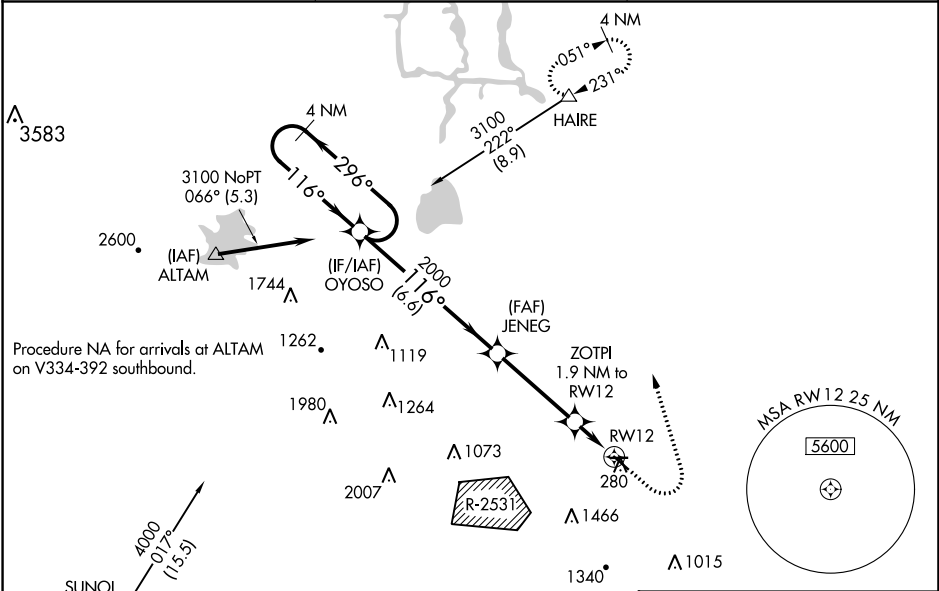 4 NM
051°
231°
HAIRE
3100
222°
(8.9)
3583
4 NM
296°
116°
3100 NoPT
066° (5.3)
2600
(IAF)
ALTAM
(IF/IAF)
OYOSO
1744
2000
116°
(6.6)
(FAF)
JENEG
Procedure NA for arrivals at ALTAM
on V334-392 southbound.
1262
1119
ZOTPI
1.9 NM to
RW12
1980
1264
RW12
280
1073
2007
R-2531
1466
1340
1015
MSA RW12 25 NM
5600
4000
017°
(15.5)
SUNOL